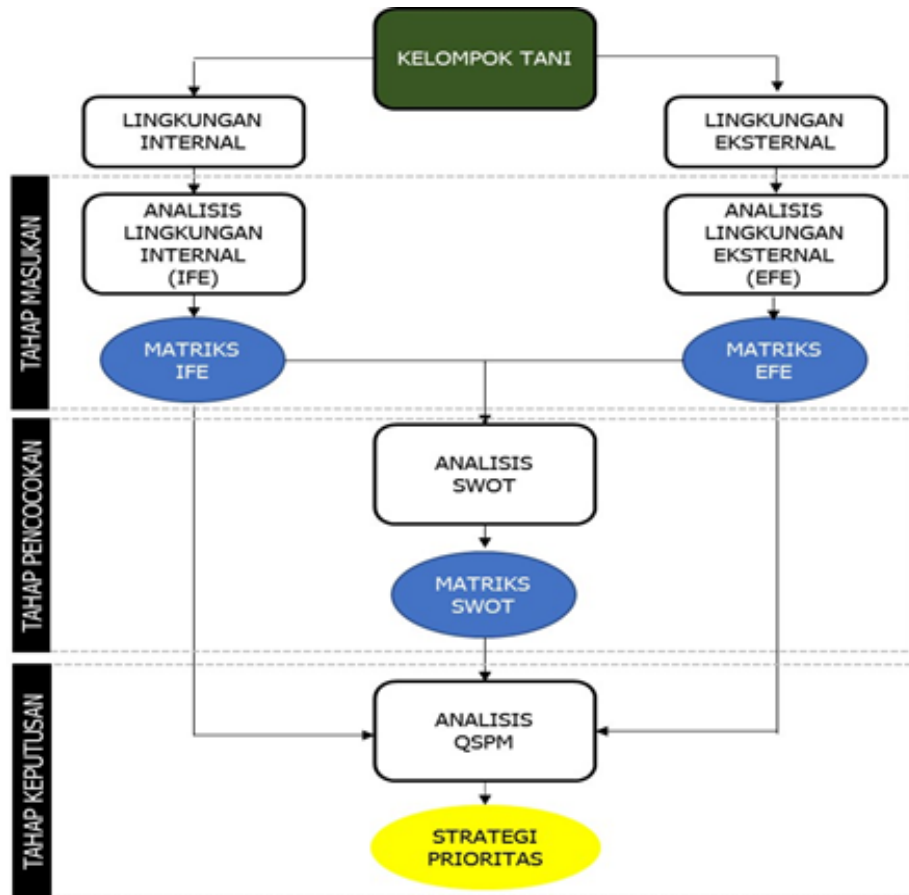 KELOMPOK TANI
LINGKUNGAN
INTERNAL
LINGKUNGAN
EKSTERNAL
TAHAP MASUKAN
ANALISIS
LINGKUNGAN
INTERNAL
(IFE)
ANALISIS
LINGKUNGAN
EKSTERNAL
(EFE)
MATRIKS
IFE
MATRIKS
EFE
TAHAP PENCOCOKAN
ANALISIS
SWOT
MATRIKS
SWOT
TAHAP KEPUTUSAN
ANALISIS
QSPM
STRATEGI
PRIORITAS